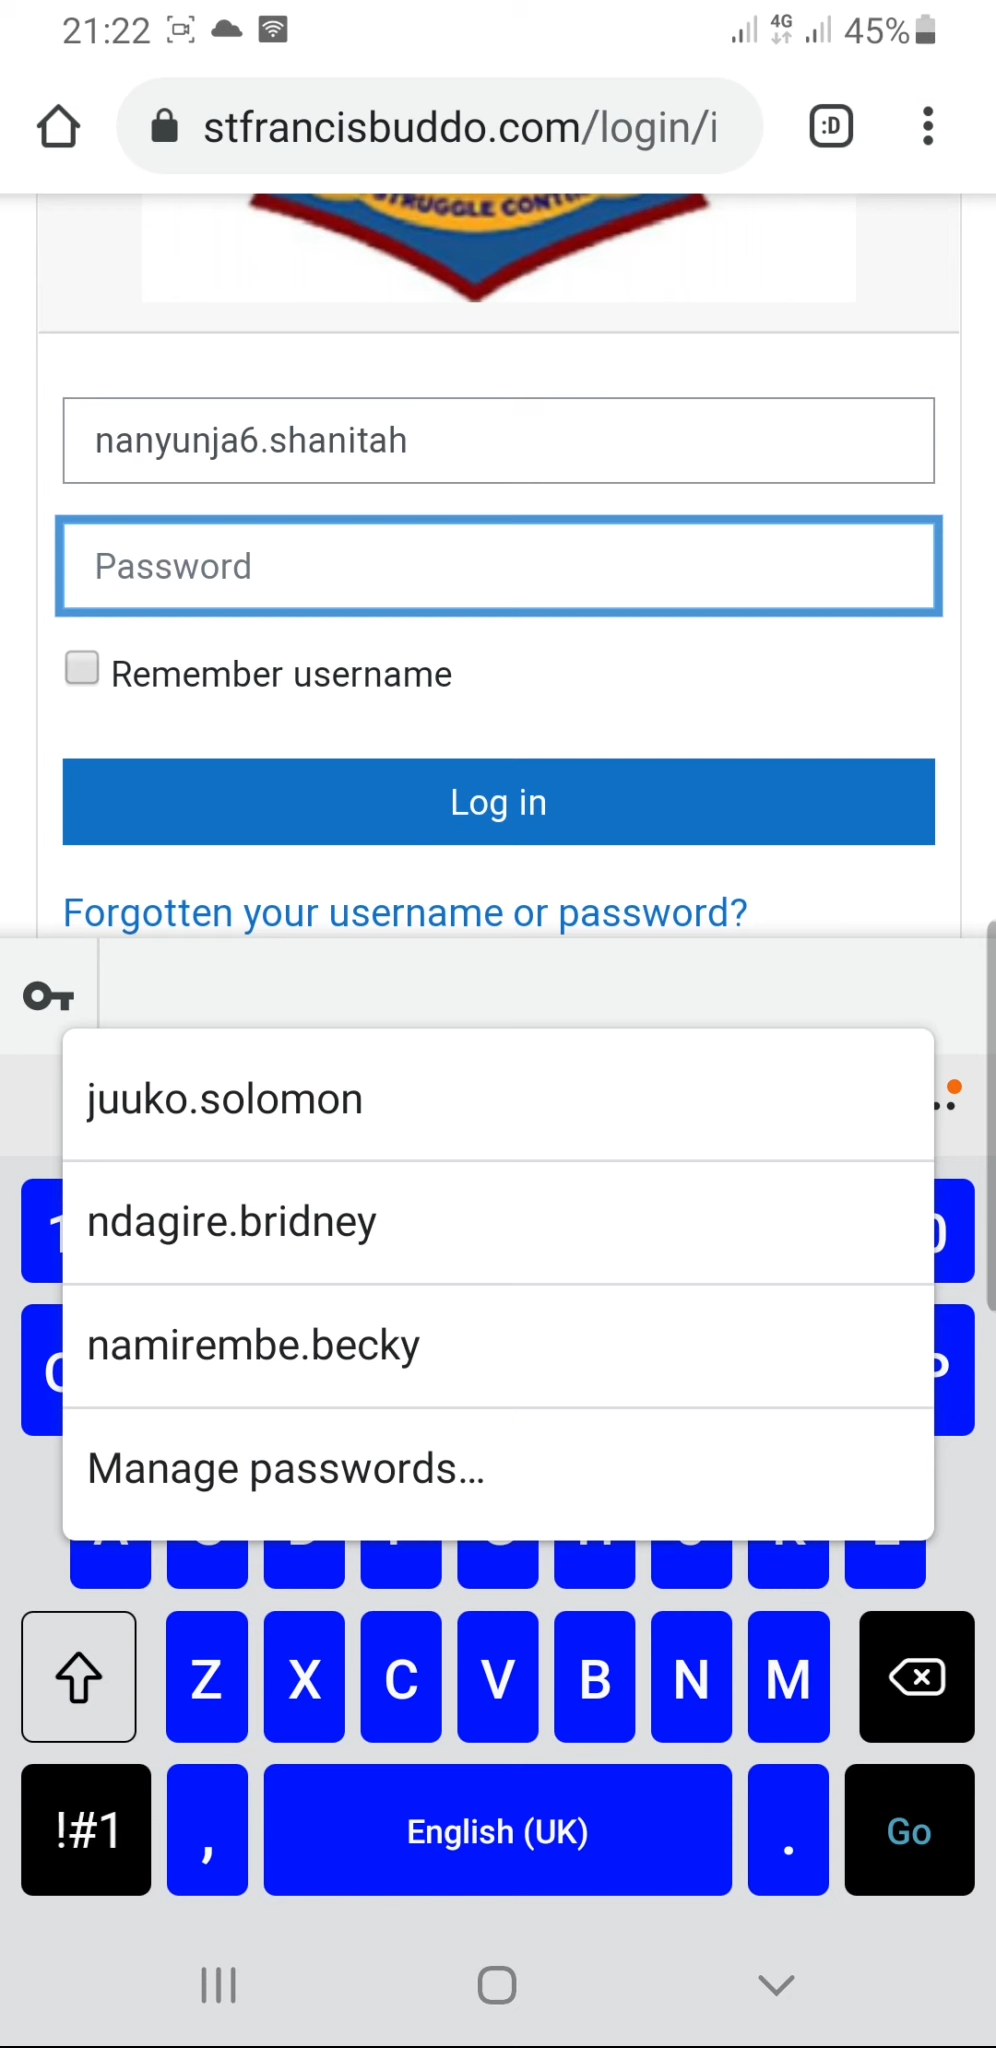 21:22
4G
45%
stfrancisbuddo.com/login/i
:D
STRUGGLE
nanyunja6.shanitah
Password
Remember username
Log in
Forgotten your username or password?
juuko.solomon
ndagire.bridney
namirembe.becky
Manage passwords...
Z X C V B N M
!#1 , English (UK) . Go